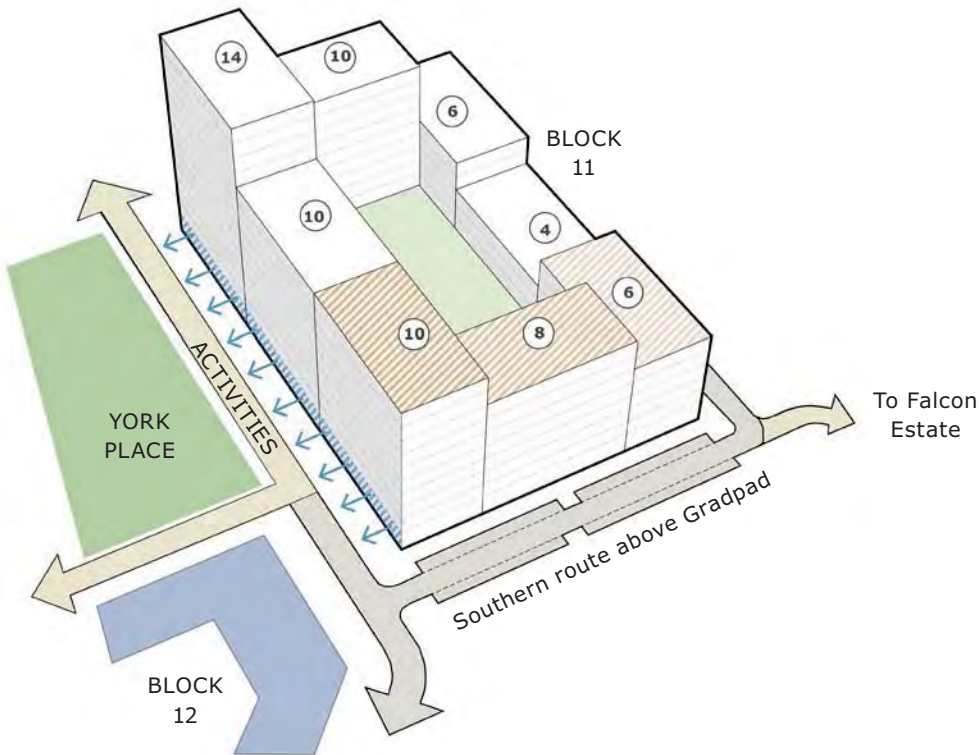 14
10
6
BLOCK
11
10
4
6
10
8
ACTIVITIES
YORK
PLACE
To Falcon
Estate
Southern route above Gradpad
BLOCK
12